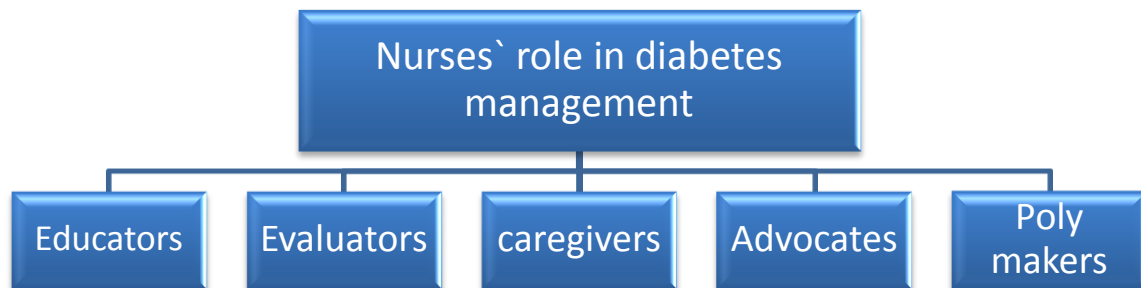 Nurses` role in diabetes
management
Educators
Evaluators
caregivers
Advocates
Poly
makers